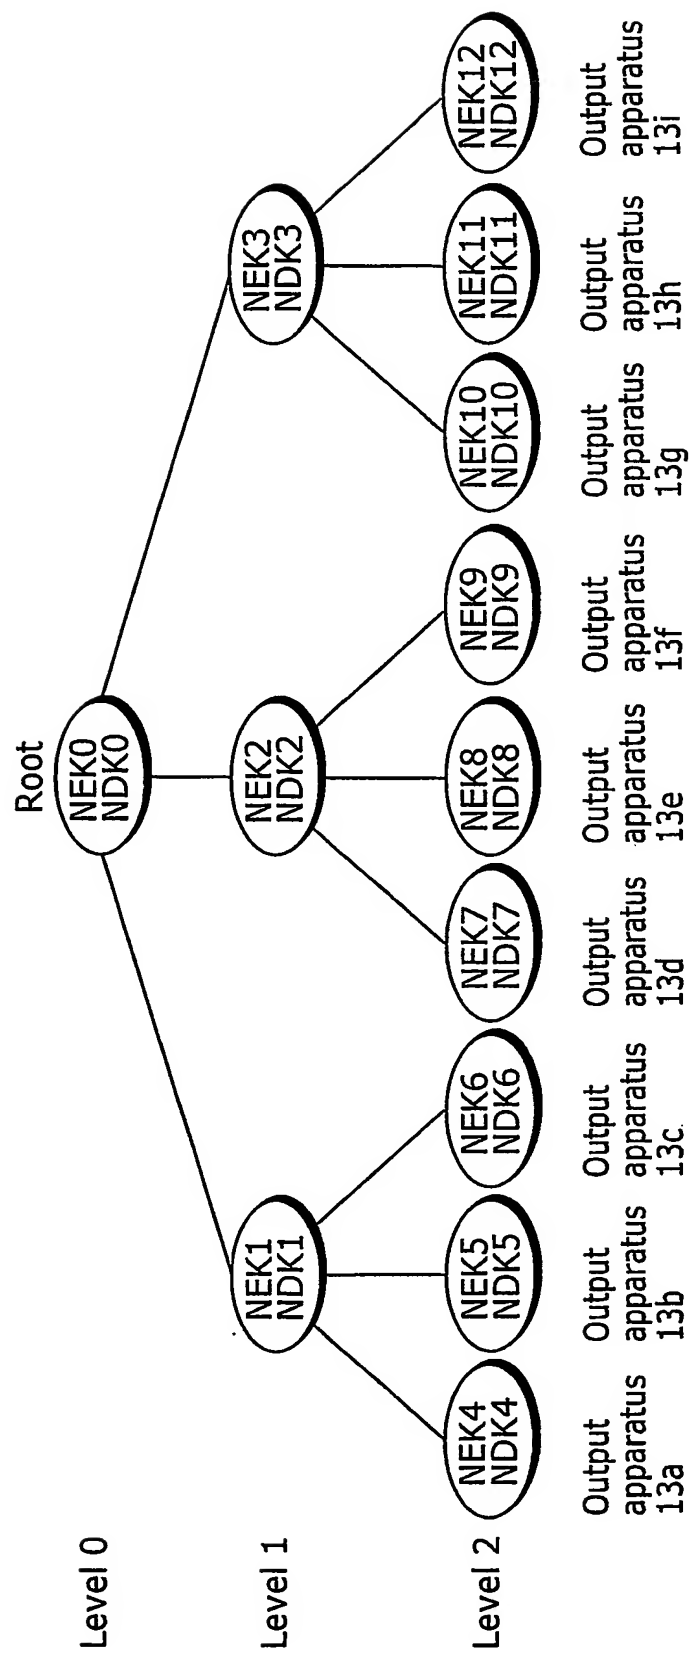 Root
Level 0
NEK0
NDK0
Level 1
NEK1
NDK1
NEK2
NDK2
NEK3
NDK3
Level 2
NEK4
NDK4
NEK5
NDK5
NEK6
NDK6
NEK7
NDK7
NEK8
NDK8
NEK9
NDK9
NEK10
NDK10
NEK11
NDK11
NEK12
NDK12
Output
apparatus
13a
Output
apparatus
13b
Output
apparatus
13c
Output
apparatus
13d
Output
apparatus
13e
Output
apparatus
13f
Output
apparatus
13g
Output
apparatus
13h
Output
apparatus
13i